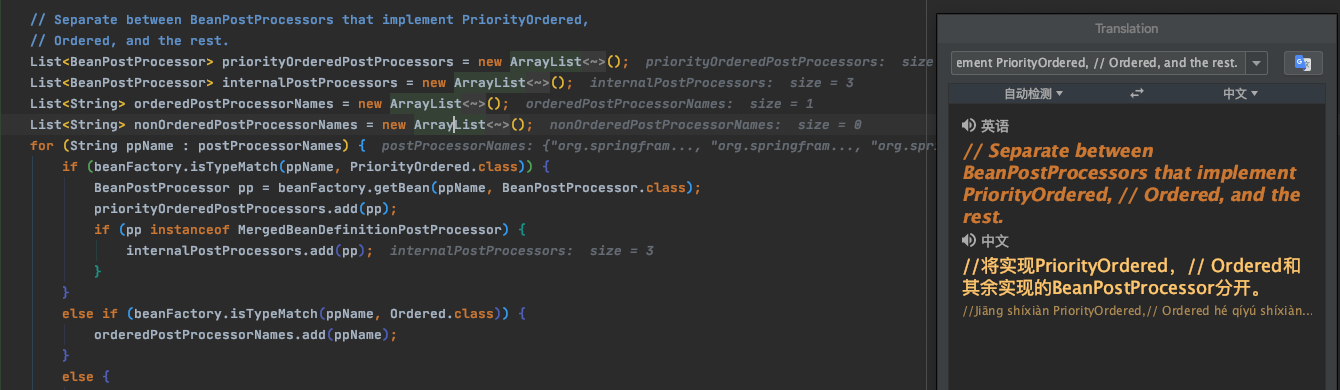 // Separate between BeanPostProcessors that implement PriorityOrdered,
// Ordered, and the rest.
List<BeanPostProcessor> priorityOrderedPostProcessors = new ArrayList<~>(); priorityOrderedPostProcessors: size
List<BeanPostProcessor> internalPostProcessors = new ArrayList<~>(); internalPostProcessors: size = 3
List<String> orderedPostProcessorNames = new ArrayList<~>(); orderedPostProcessorNames: size = 1
List<String> nonOrderedPostProcessorNames = new ArrayList<~>(); nonOrderedPostProcessorNames: size = 0
for (String ppName : postProcessorNames) { postProcessorNames: {"org.springfram..., "org.springfram..., "org.spr
if (beanFactory.isTypeMatch(ppName, PriorityOrdered.class)) {
BeanPostProcessor pp = beanFactory.getBean(ppName, BeanPostProcessor.class);
priorityOrderedPostProcessors.add(pp);
if (pp instanceof MergedBeanDefinitionPostProcessor) {
internalPostProcessors.add(pp); internalPostProcessors: size = 3
}
}
else if (beanFactory.isTypeMatch(ppName, Ordered.class)) {
orderedPostProcessorNames.add(ppName);
}
else {
Translation
ement PriorityOrdered, // Ordered, and the rest.
自动检测
中文
英语
// Separate between
BeanPostProcessors that implement
PriorityOrdered, // Ordered, and the
rest.
中文
//将实现PriorityOrdered， // Ordered和
其余实现的BeanPostProcessor分开。
//Jiāng shíxiàn PriorityOrdered,// Ordered hé qíyú shíxiàn...